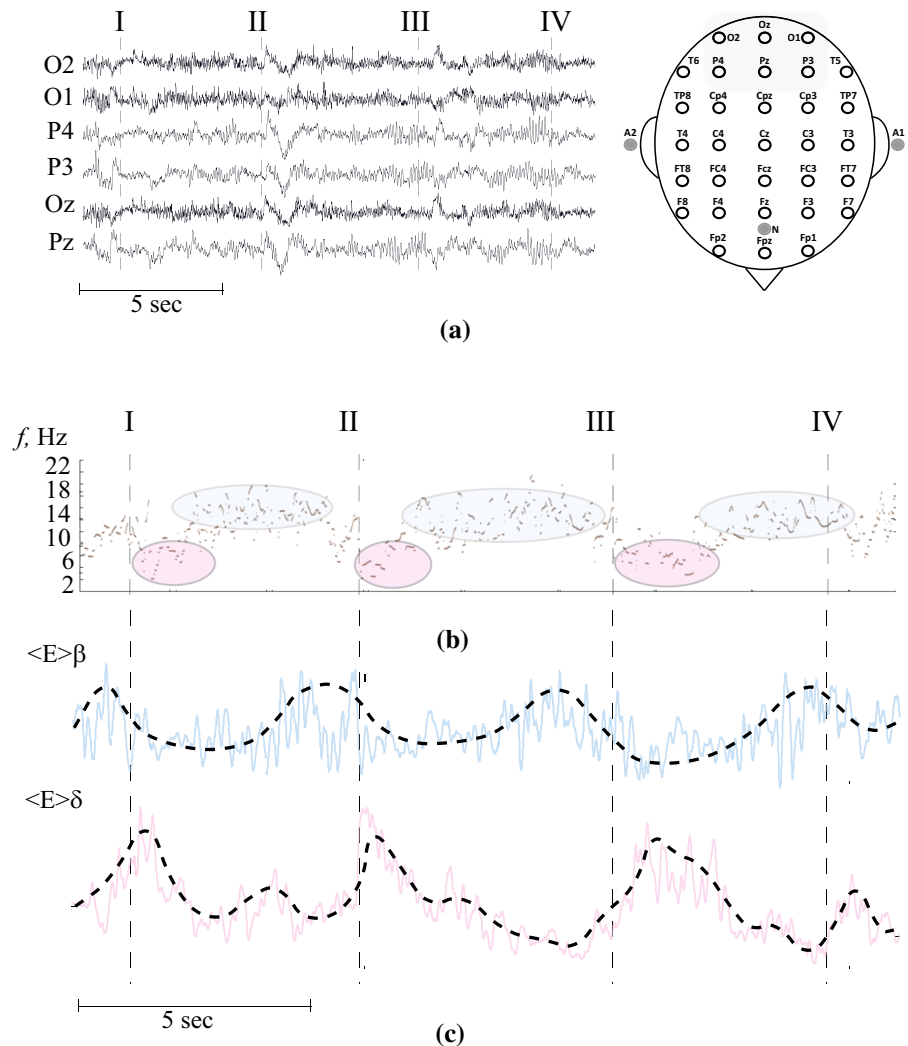 I II III IV
O2
O1
P4
P3
Oz
Pz
5 sec
Oz
O2 O1
T6 P4 Pz P3 T5
TP8 Cp4 Cpz Cp3 TP7
A2 T4 C4 Cz C3 T3 A1
FT8 FC4 Fcz FC3 FT7
F8 F4 Fz F3 F7
N
Fp2 Fpz Fp1
(a)
I II III IV
f, Hz
22
18
14
10
6
2
(b)
<E>β
<E>δ
5 sec
(c)